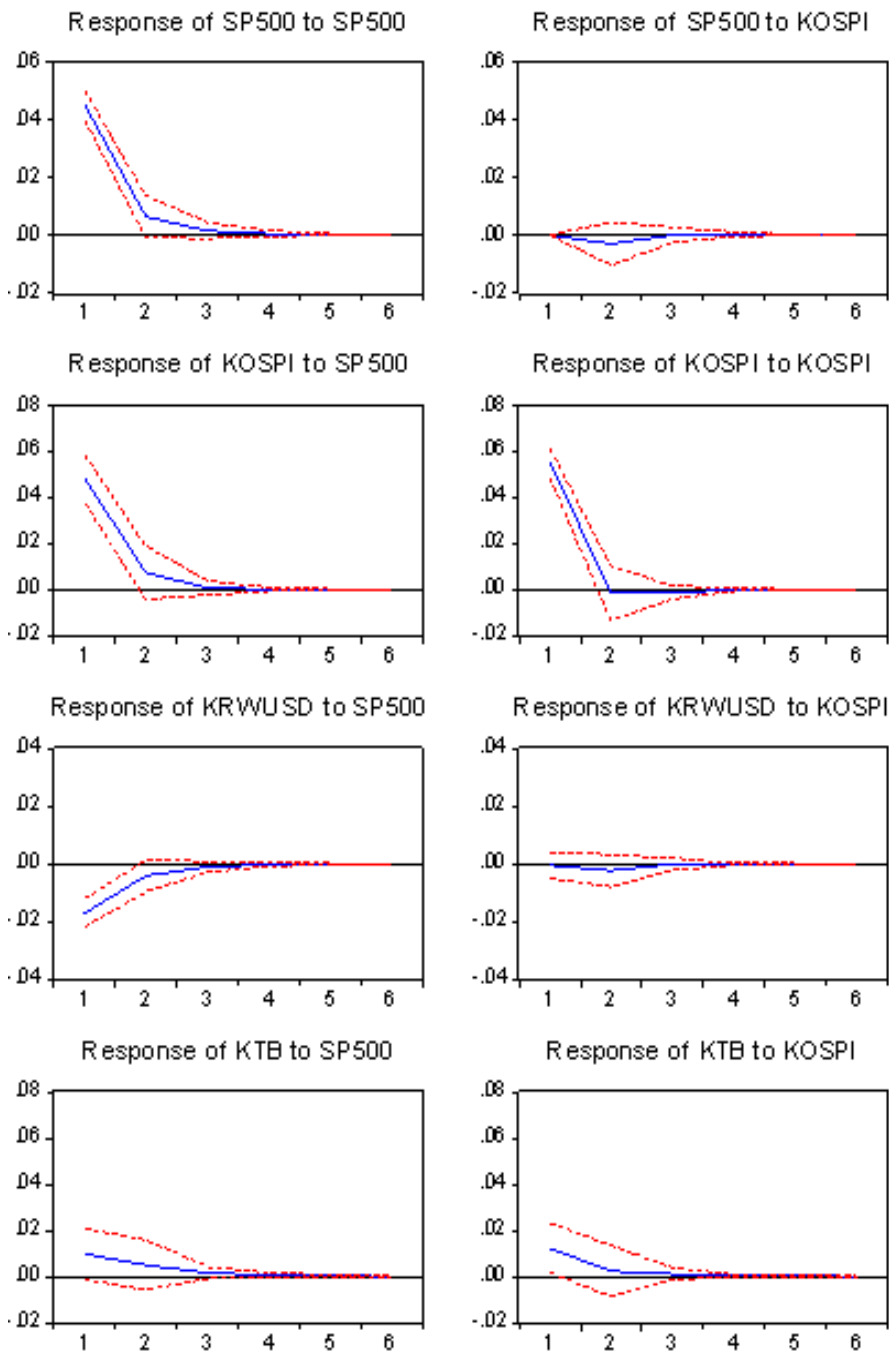 Response of SP500 to SP500
.06
.04
.02
.00
-.02
1 2 3 4 5 6
Response of SP500 to KOSPI
.06
.04
.02
.00
-.02
1 2 3 4 5 6
Response of KOSPI to SP500
.08
.06
.04
.02
.00
-.02
1 2 3 4 5 6
Response of KOSPI to KOSPI
.08
.06
.04
.02
.00
-.02
1 2 3 4 5 6
Response of KRWUSD to SP500
.04
.02
.00
-.02
-.04
1 2 3 4 5 6
Response of KRWUSD to KOSPI
.04
.02
.00
-.02
-.04
1 2 3 4 5 6
Response of KTB to SP500
.08
.06
.04
.02
.00
-.02
1 2 3 4 5 6
Response of KTB to KOSPI
.08
.06
.04
.02
.00
-.02
1 2 3 4 5 6